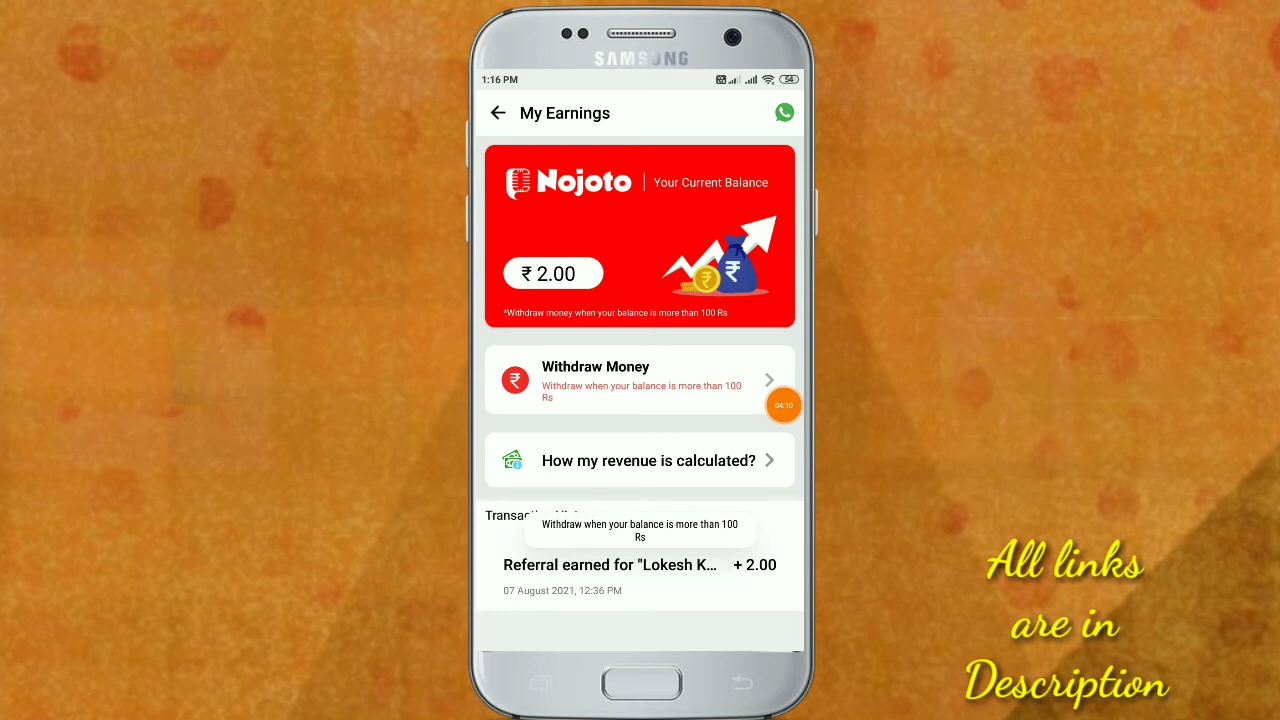 SAMSUNG
1:16 PM
54
My Earnings
Nojoto
Your Current Balance
₹ 2.00
*Withdraw money when your balance is more than 100 Rs
Withdraw Money
Withdraw when your balance is more than 100
Rs
04:10
How my revenue is calculated?
Withdraw when your balance is more than 100
Rs
Referral earned for "Lokesh K... + 2.00
07 August 2021, 12:36 PM
All links
are in
Description